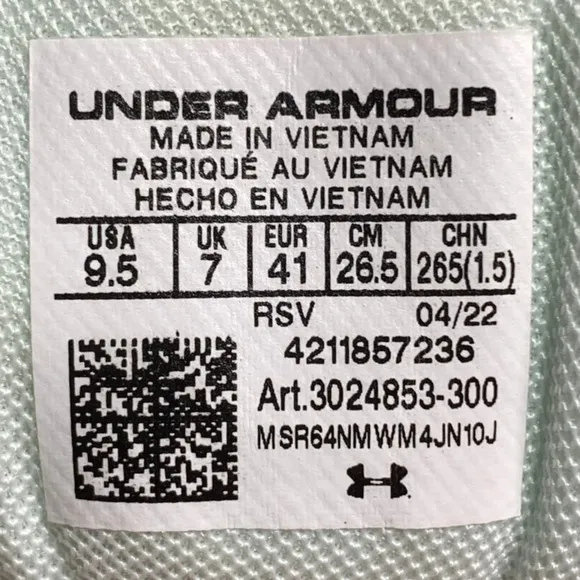 UNDER ARMOUR
MADE IN VIETNAM
FABRIQUÉ AU VIETNAM
HECHO EN VIETNAM
USA UK EUR CM CHN
9.5 7 41 26.5 265(1.5)
RSV 04/22
4211857236
Art.3024853-300
MSR64NMWM4JN10J